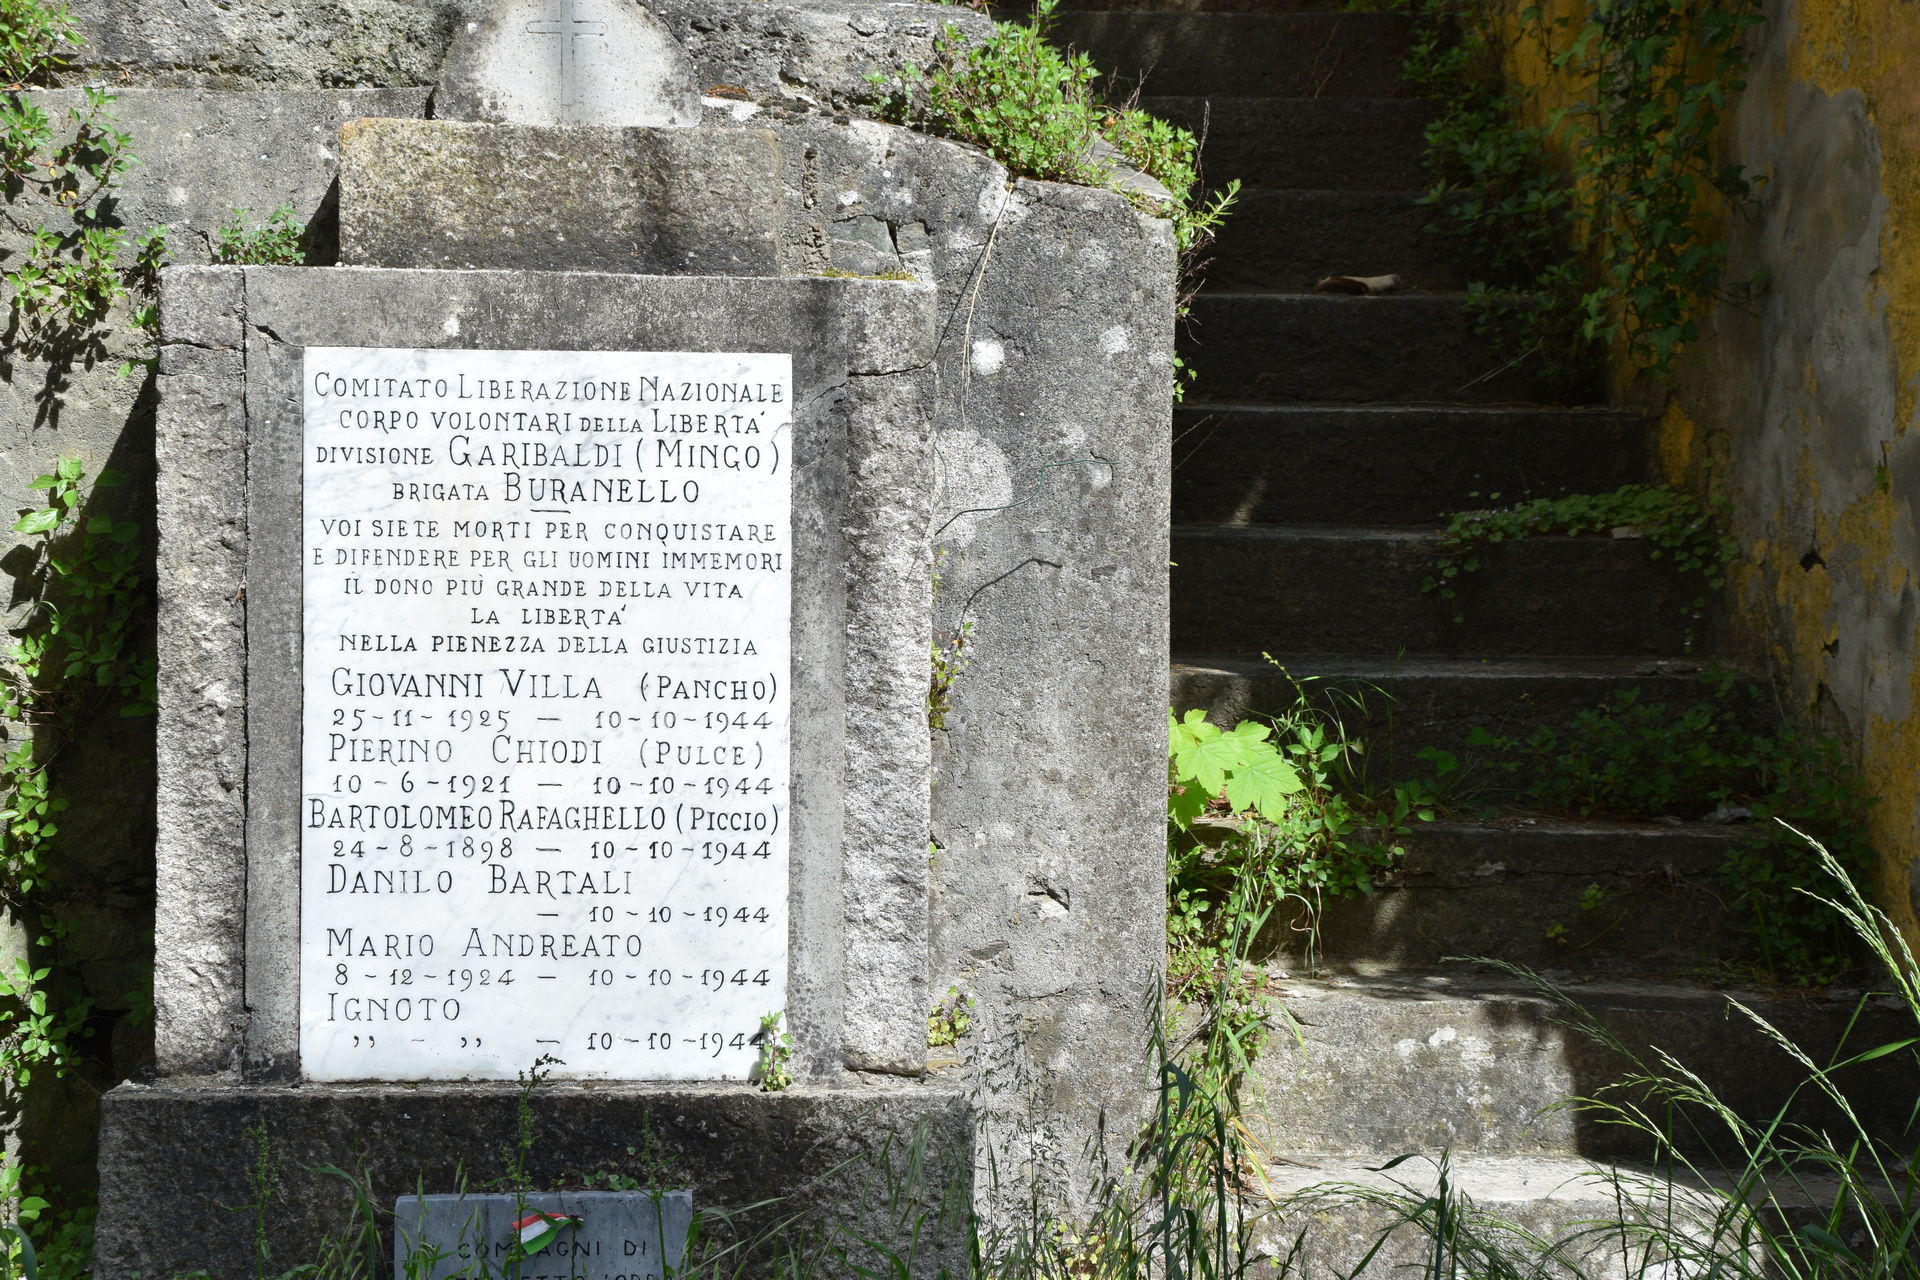 COMITATO LIBERAZIONE NAZIONALE
CORPO VOLONTARI DELLA LIBERTÁ
DIVISIONE GARIBALDI (MINGO)
BRIGATA BURANELLO
VOI SIETE MORTI PER CONQUISTARE
E DIFENDERE PER GLI UOMINI IMMEMORI
IL DONO PIÙ GRANDE DELLA VITA
LA LIBERTÁ
NELLA PIENEZZA DELLA GIUSTIZIA
GIOVANNI VILLA (PANCHO)
25-11-1925 — 10-10-1944
PIERINO CHIODI (PULCE)
10-6-1921 — 10-10-1944
BARTOLOMEO RAFAGHELLO (PICCIO)
24-8-1898 — 10-10-1944
DANILO BARTALI
— 10-10-1944
MARIO ANDREATO
8-12-1924 — 10-10-1944
IGNOTO
,, - ,, — 10-10-1944
COMPAGNI DI